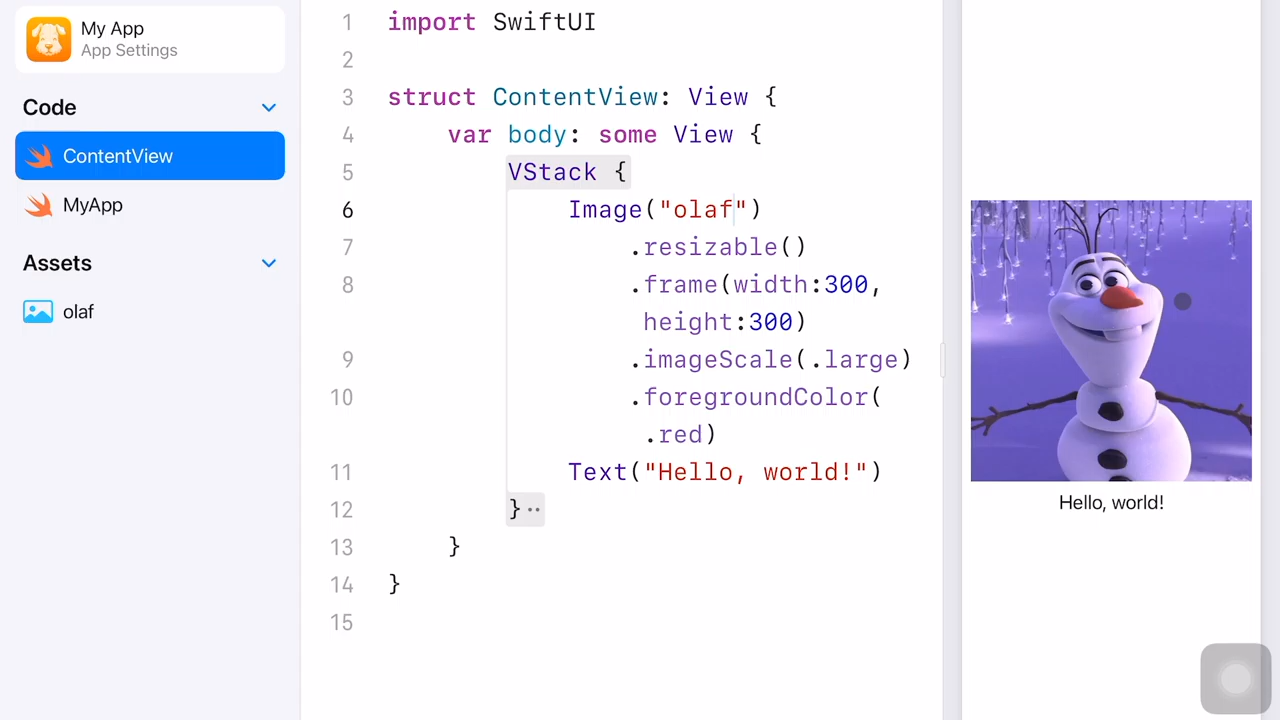 My App
App Settings
Code
ContentView
MyApp
Assets
olaf
1 import SwiftUI
2
3 struct ContentView: View {
4 var body: some View {
5 VStack {
6 Image("olaf")
7 .resizable()
8 .frame(width:300,
height:300)
9 .imageScale(.large)
10 .foregroundColor(
.red)
11 Text("Hello, world!")
12 }
13 }
14 }
15
Hello, world!